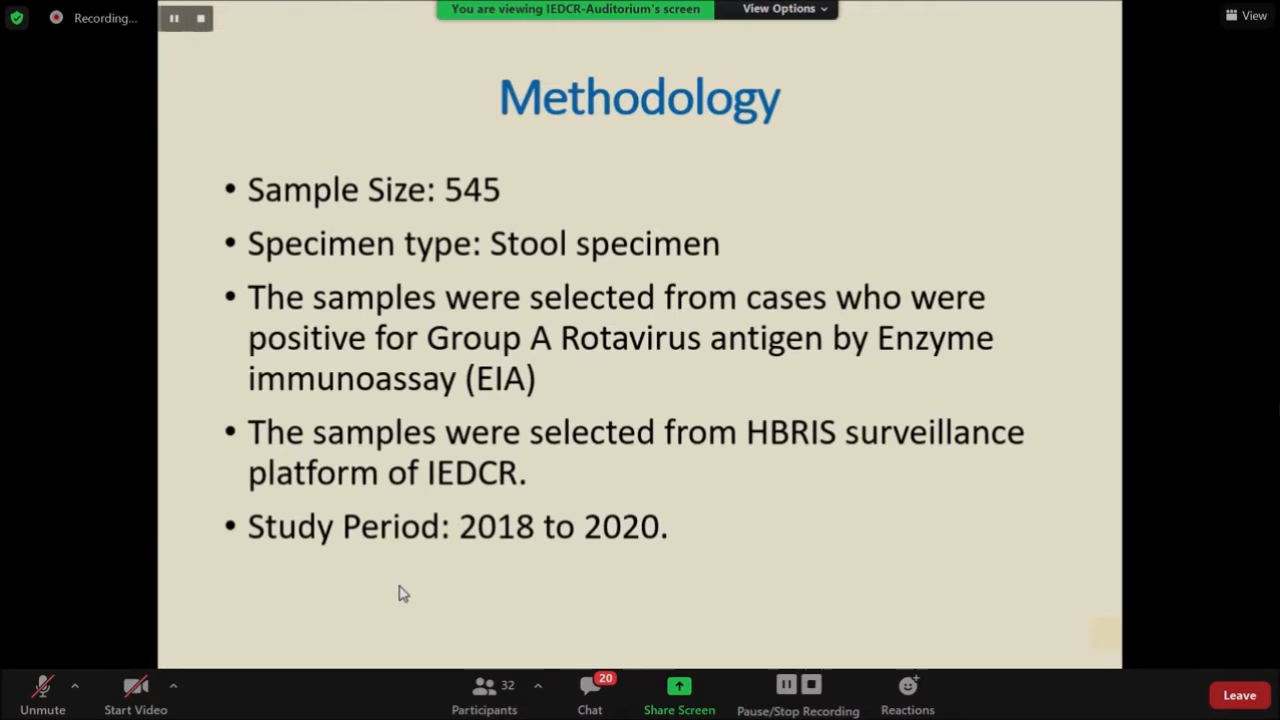 Recording...
You are viewing IEDCR-Auditorium's screen
View Options
View
Methodology
• Sample Size: 545
• Specimen type: Stool specimen
• The samples were selected from cases who were
positive for Group A Rotavirus antigen by Enzyme
immunoassay (EIA)
• The samples were selected from HBRIS surveillance
platform of IEDCR.
• Study Period: 2018 to 2020.
Unmute
Start Video
32
Participants
20
Chat
Share Screen
Pause/Stop Recording
Reactions
Leave